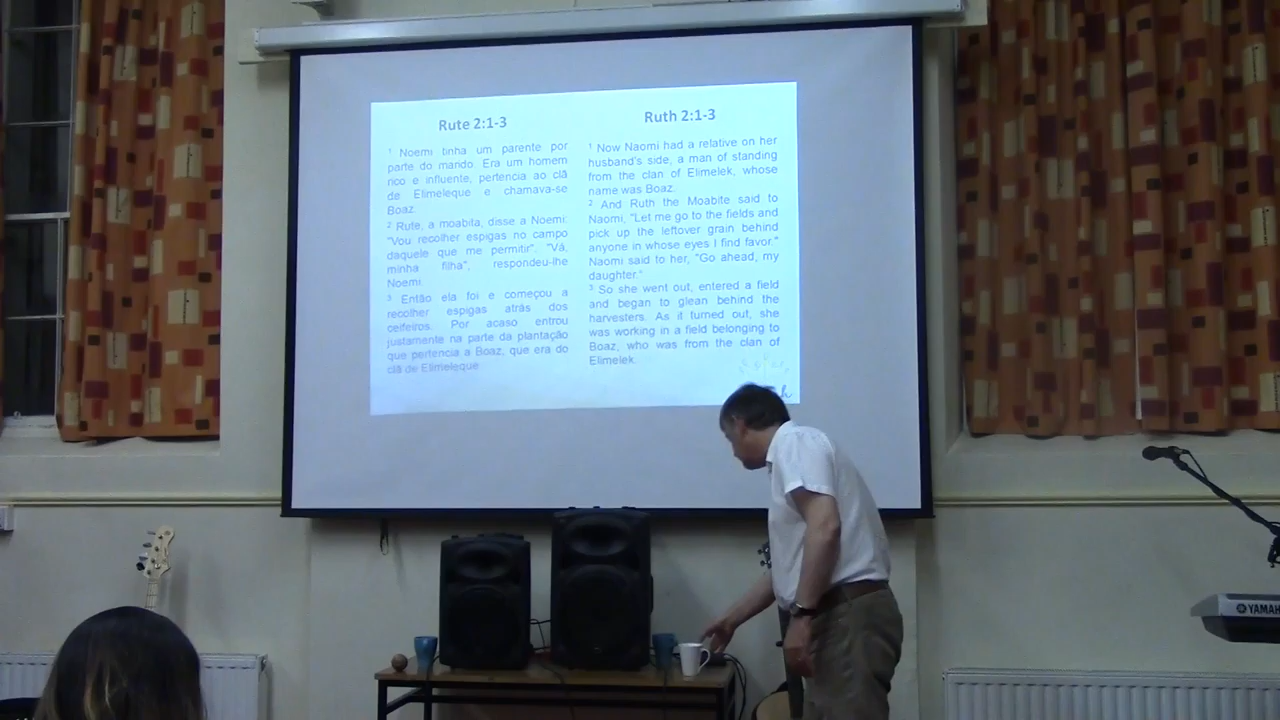 Rute 2:1-3
¹ Noemi tinha um parente por
parte do marido. Era um homem
rico e influente, pertencia ao clã
de Elimeleque e chamava-se
Boaz.
² Rute, a moabita, disse a Noemi:
"Vou recolher espigas no campo
daquele que me permitir". "Vá,
minha filha", respondeu-lhe
Noemi.
³ Então ela foi e começou a
recolher espigas atrás dos
ceifeiros. Por acaso entrou
justamente na parte da plantação
que pertencia a Boaz, que era do
clã de Elimeleque
Ruth 2:1-3
¹ Now Naomi had a relative on her
husband's side, a man of standing
from the clan of Elimelek, whose
name was Boaz.
² And Ruth the Moabite said to
Naomi, "Let me go to the fields and
pick up the leftover grain behind
anyone in whose eyes I find favor."
Naomi said to her, "Go ahead, my
daughter."
³ So she went out, entered a field
and began to glean behind the
harvesters. As it turned out, she
was working in a field belonging to
Boaz, who was from the clan of
Elimelek.
YAMAHA